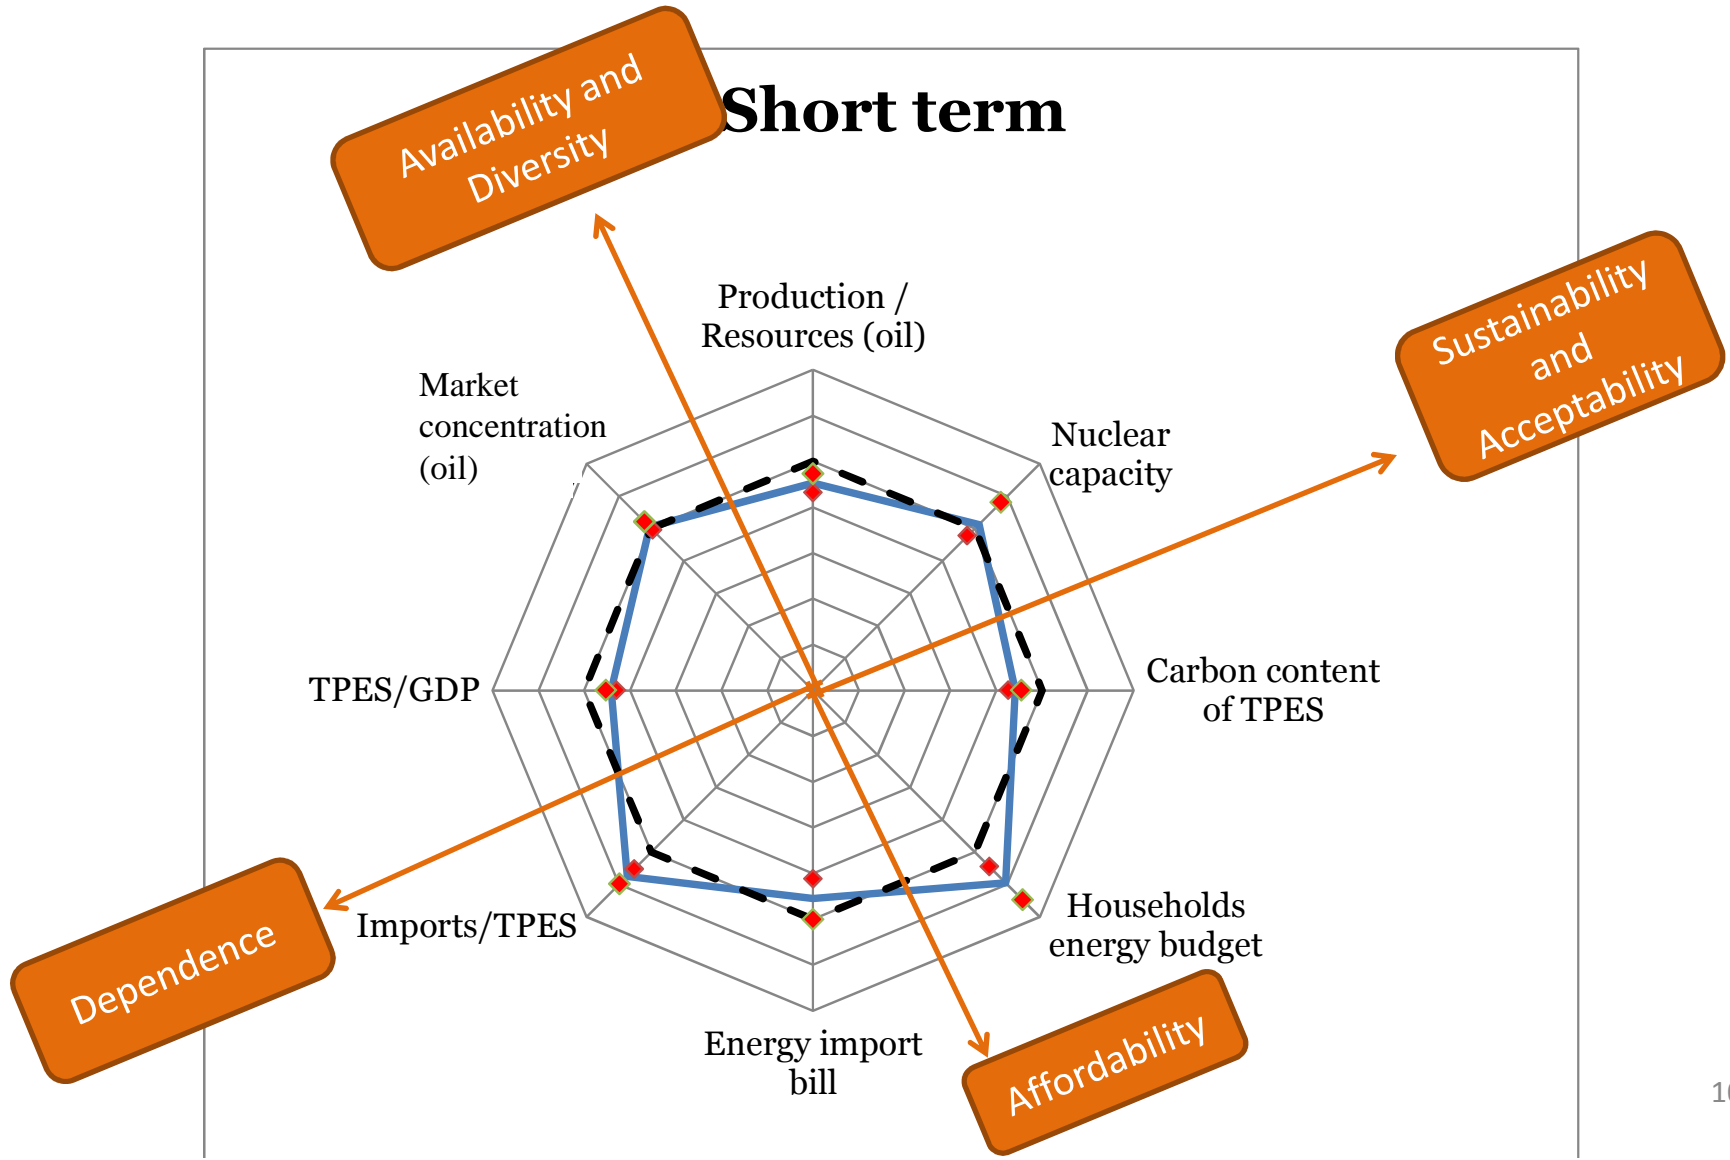 Availability and
Diversity
Short term
Sustainability
and
Acceptability
Production /
Resources (oil)
Market
concentration
(oil)
Nuclear
capacity
TPES/GDP
Carbon content
of TPES
Imports/TPES
Households
energy budget
Dependence
Energy import
bill
Affordability